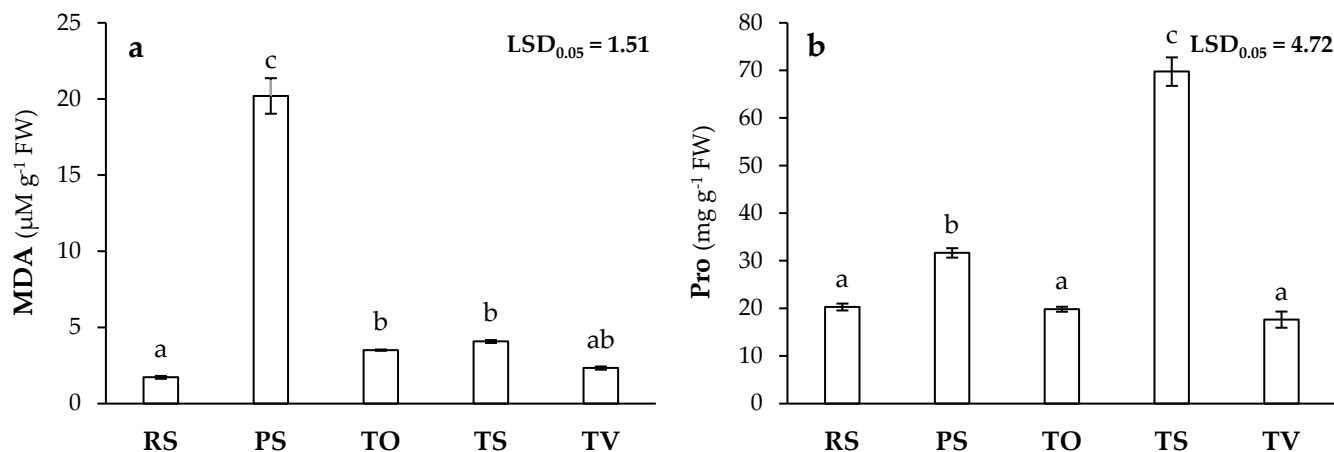 a
LSD0.05 = 1.51
MDA (µM g-1 FW)
25
20
15
10
5
0
a
c
b
b
ab
RS PS TO TS TV
b
LSD0.05 = 4.72
Pro (mg g-1 FW)
80
70
60
50
40
30
20
10
0
a
b
a
c
a
RS PS TO TS TV